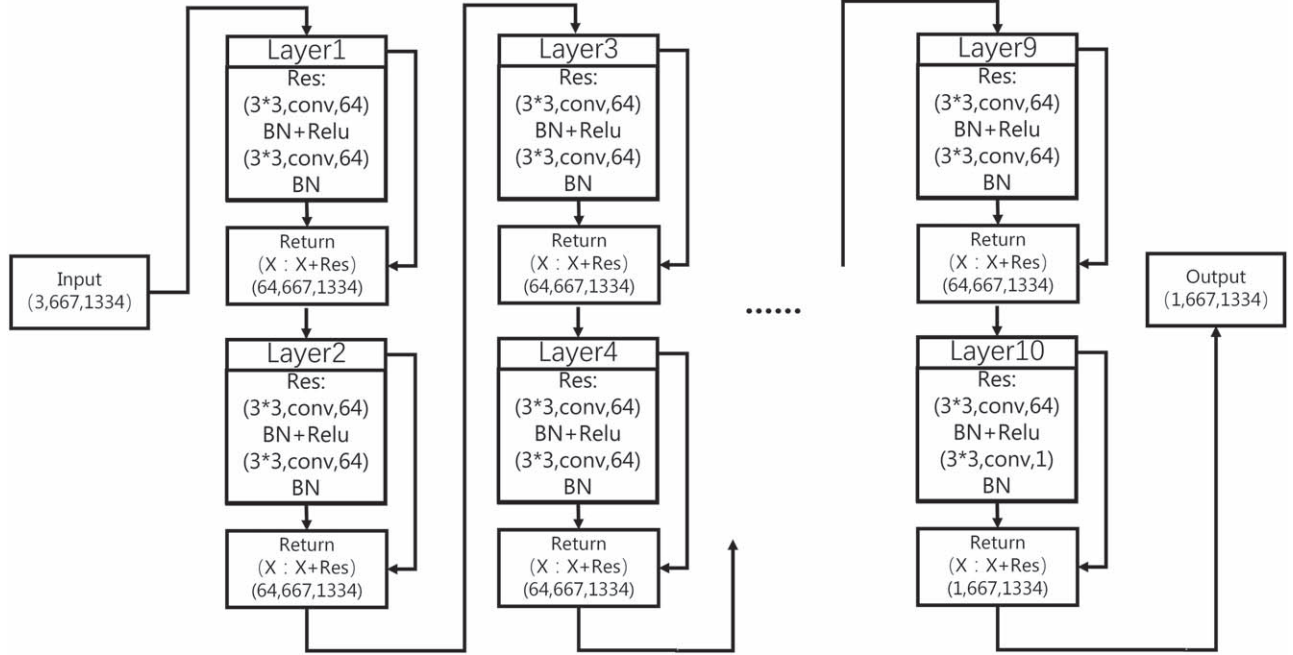 Input
(3,667,1334)
Layer1
Res:
(3*3,conv,64)
BN+Relu
(3*3,conv,64)
BN
Return
(X : X+Res)
(64,667,1334)
Layer2
Res:
(3*3,conv,64)
BN+Relu
(3*3,conv,64)
BN
Return
(X : X+Res)
(64,667,1334)
Layer3
Res:
(3*3,conv,64)
BN+Relu
(3*3,conv,64)
BN
Return
(X : X+Res)
(64,667,1334)
Layer4
Res:
(3*3,conv,64)
BN+Relu
(3*3,conv,64)
BN
Return
(X : X+Res)
(64,667,1334)
......
Layer9
Res:
(3*3,conv,64)
BN+Relu
(3*3,conv,64)
BN
Return
(X : X+Res)
(64,667,1334)
Layer10
Res:
(3*3,conv,64)
BN+Relu
(3*3,conv,1)
BN
Return
(X : X+Res)
(1,667,1334)
Output
(1,667,1334)